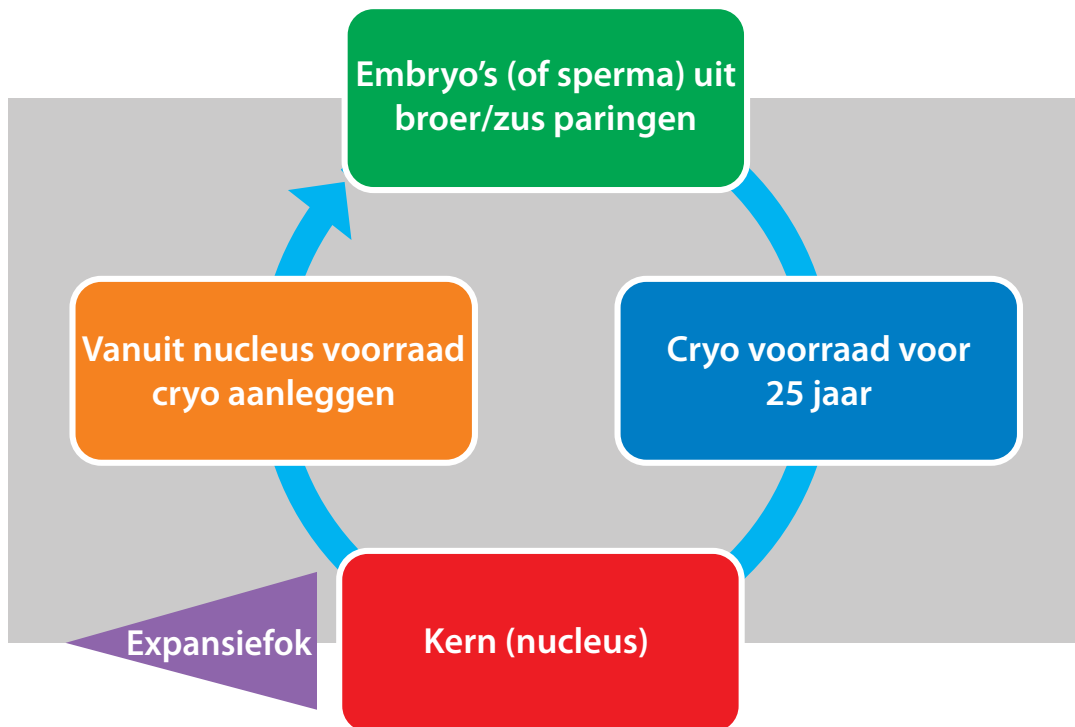 Embryo’s (of sperma) uit
broer/zus paringen
Vanuit nucleus voorraad
cryo aanleggen
Cryo voorraad voor
25 jaar
Expansiefok
Kern (nucleus)